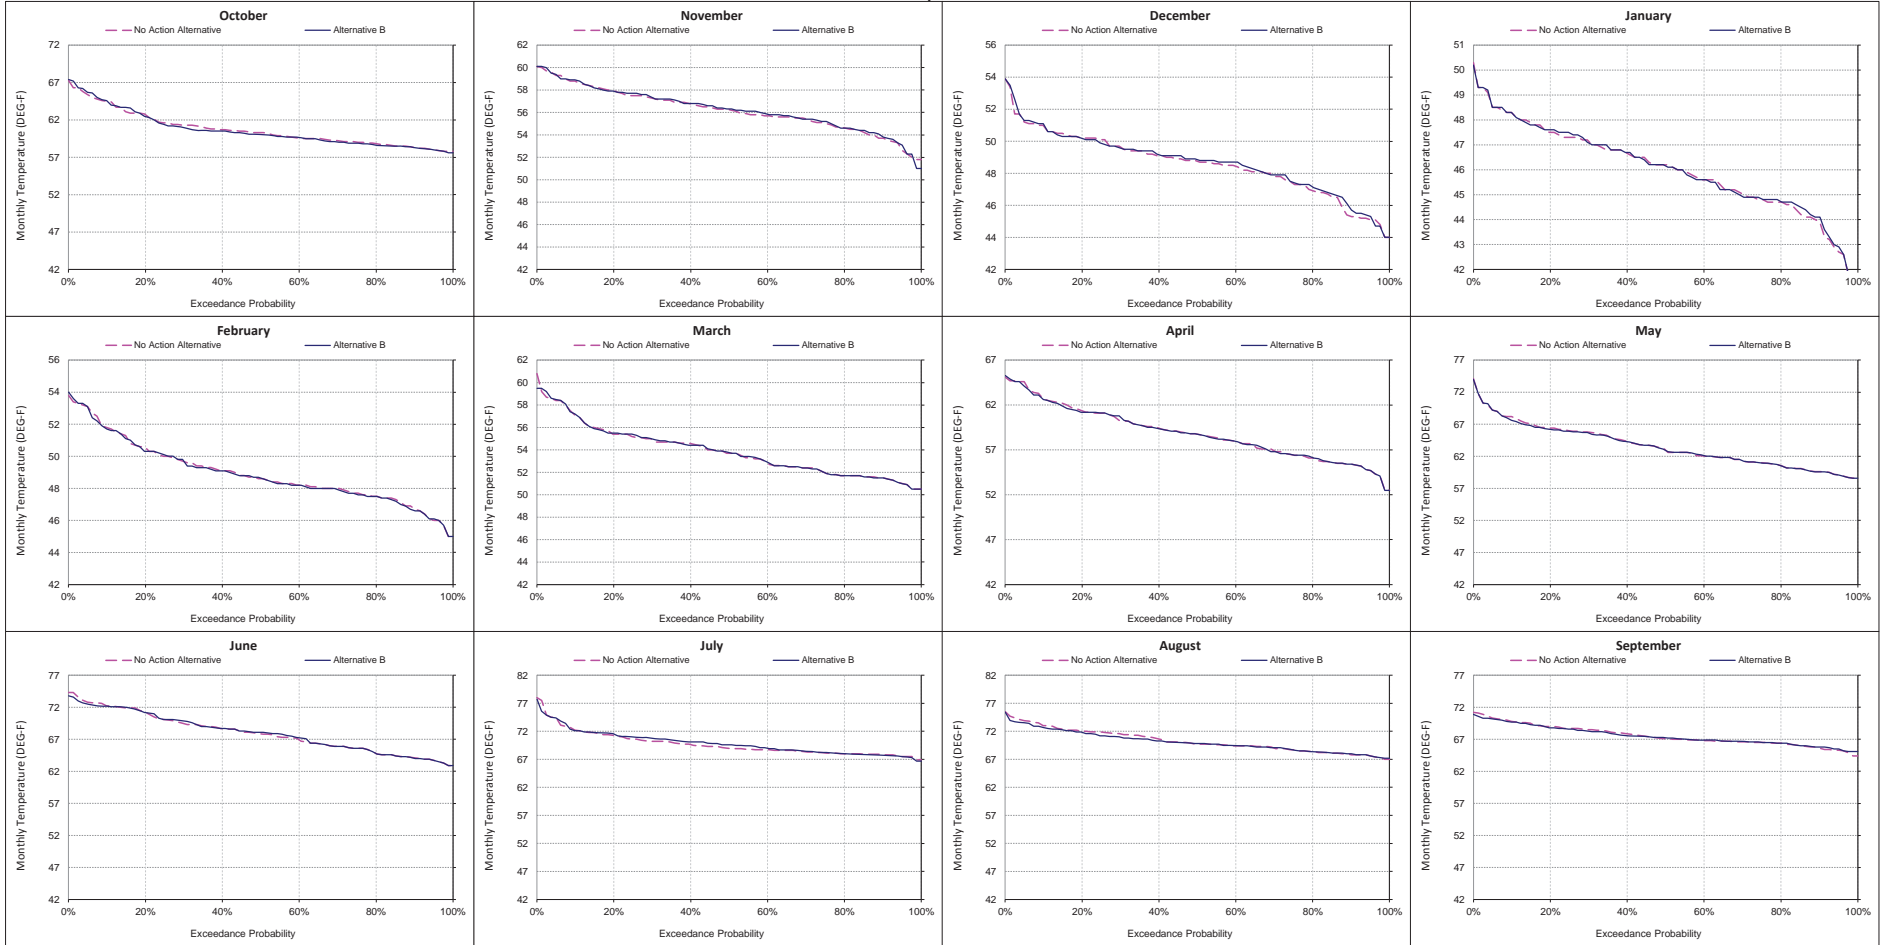 October
No Action Alternative Alternative B
Monthly Temperature (DEG-F)
72
67
62
57
52
47
42
0% 20% 40% 60% 80% 100%
Exceedance Probability
November
No Action Alternative Alternative B
Monthly Temperature (DEG-F)
62
60
58
56
54
52
50
48
46
44
42
0% 20% 40% 60% 80% 100%
Exceedance Probability
December
No Action Alternative Alternative B
Monthly Temperature (DEG-F)
56
54
52
50
48
46
44
42
0% 20% 40% 60% 80% 100%
Exceedance Probability
January
No Action Alternative Alternative B
Monthly Temperature (DEG-F)
51
50
49
48
47
46
45
44
43
42
0% 20% 40% 60% 80% 100%
Exceedance Probability
February
No Action Alternative Alternative B
Monthly Temperature (DEG-F)
56
54
52
50
48
46
44
42
0% 20% 40% 60% 80% 100%
Exceedance Probability
March
No Action Alternative Alternative B
Monthly Temperature (DEG-F)
62
60
58
56
54
52
50
48
46
44
42
0% 20% 40% 60% 80% 100%
Exceedance Probability
April
No Action Alternative Alternative B
Monthly Temperature (DEG-F)
67
62
57
52
47
42
0% 20% 40% 60% 80% 100%
Exceedance Probability
May
No Action Alternative Alternative B
Monthly Temperature (DEG-F)
77
72
67
62
57
52
47
42
0% 20% 40% 60% 80% 100%
Exceedance Probability
June
No Action Alternative Alternative B
Monthly Temperature (DEG-F)
77
72
67
62
57
52
47
42
0% 20% 40% 60% 80% 100%
Exceedance Probability
July
No Action Alternative Alternative B
Monthly Temperature (DEG-F)
82
77
72
67
62
57
52
47
42
0% 20% 40% 60% 80% 100%
Exceedance Probability
August
No Action Alternative Alternative B
Monthly Temperature (DEG-F)
82
77
72
67
62
57
52
47
42
0% 20% 40% 60% 80% 100%
Exceedance Probability
September
No Action Alternative Alternative B
Monthly Temperature (DEG-F)
77
72
67
62
57
52
47
42
0% 20% 40% 60% 80% 100%
Exceedance Probability